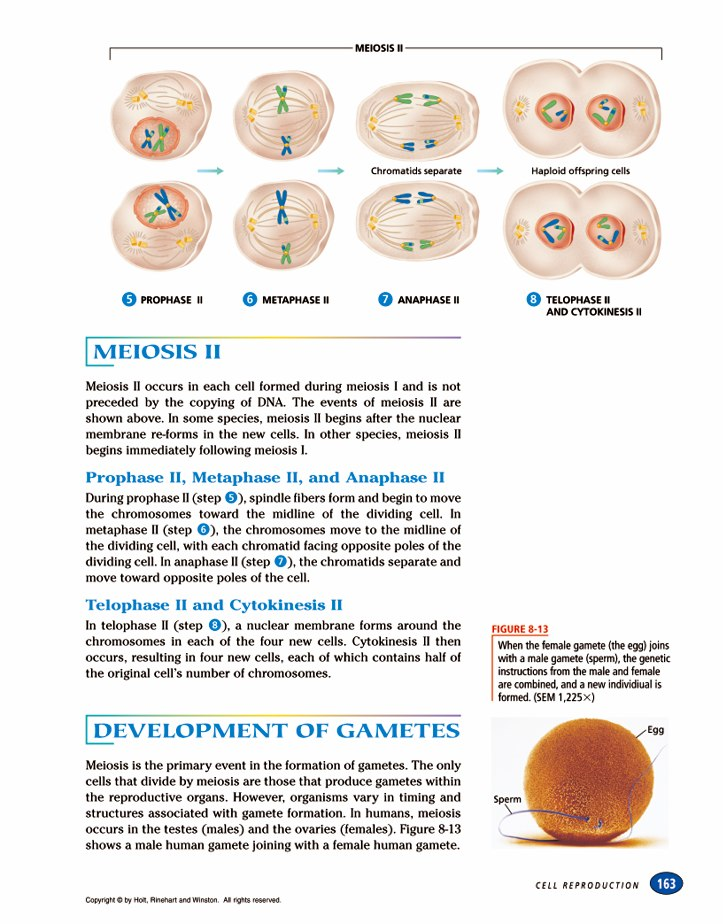 MEIOSIS II
Chromatids separate
Haploid offspring cells
5 PROPHASE II
6 METAPHASE II
7 ANAPHASE II
8 TELOPHASE II
AND CYTOKINESIS II
MEIOSIS II
Meiosis II occurs in each cell formed during meiosis I and is not
preceded by the copying of DNA. The events of meiosis II are
shown above. In some species, meiosis II begins after the nuclear
membrane re-forms in the new cells. In other species, meiosis II
begins immediately following meiosis I.
Prophase II, Metaphase II, and Anaphase II
During prophase II (step 5), spindle fibers form and begin to move
the chromosomes toward the midline of the dividing cell. In
metaphase II (step 6), the chromosomes move to the midline of
the dividing cell, with each chromatid facing opposite poles of the
dividing cell. In anaphase II (step 7), the chromatids separate and
move toward opposite poles of the cell.
Telophase II and Cytokinesis II
In telophase II (step 8), a nuclear membrane forms around the
chromosomes in each of the four new cells. Cytokinesis II then
occurs, resulting in four new cells, each of which contains half of
the original cell's number of chromosomes.
FIGURE 8-13
When the female gamete (the egg) joins
with a male gamete (sperm), the genetic
instructions from the male and female
are combined, and a new individiual is
formed. (SEM 1,225×)
Egg
Sperm
DEVELOPMENT OF GAMETES
Meiosis is the primary event in the formation of gametes. The only
cells that divide by meiosis are those that produce gametes within
the reproductive organs. However, organisms vary in timing and
structures associated with gamete formation. In humans, meiosis
occurs in the testes (males) and the ovaries (females). Figure 8-13
shows a male human gamete joining with a female human gamete.
CELL REPRODUCTION 163
Copyright © by Holt, Rinehart and Winston. All rights reserved.